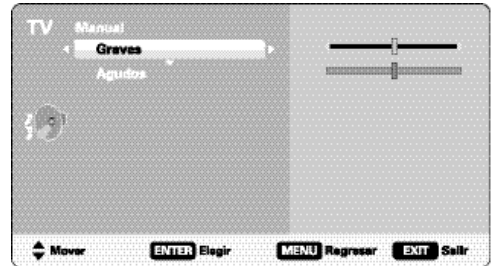 TV Manual
Graves
Agudos
Mover ENTER Elegir MENU Regresar EXIT Salir